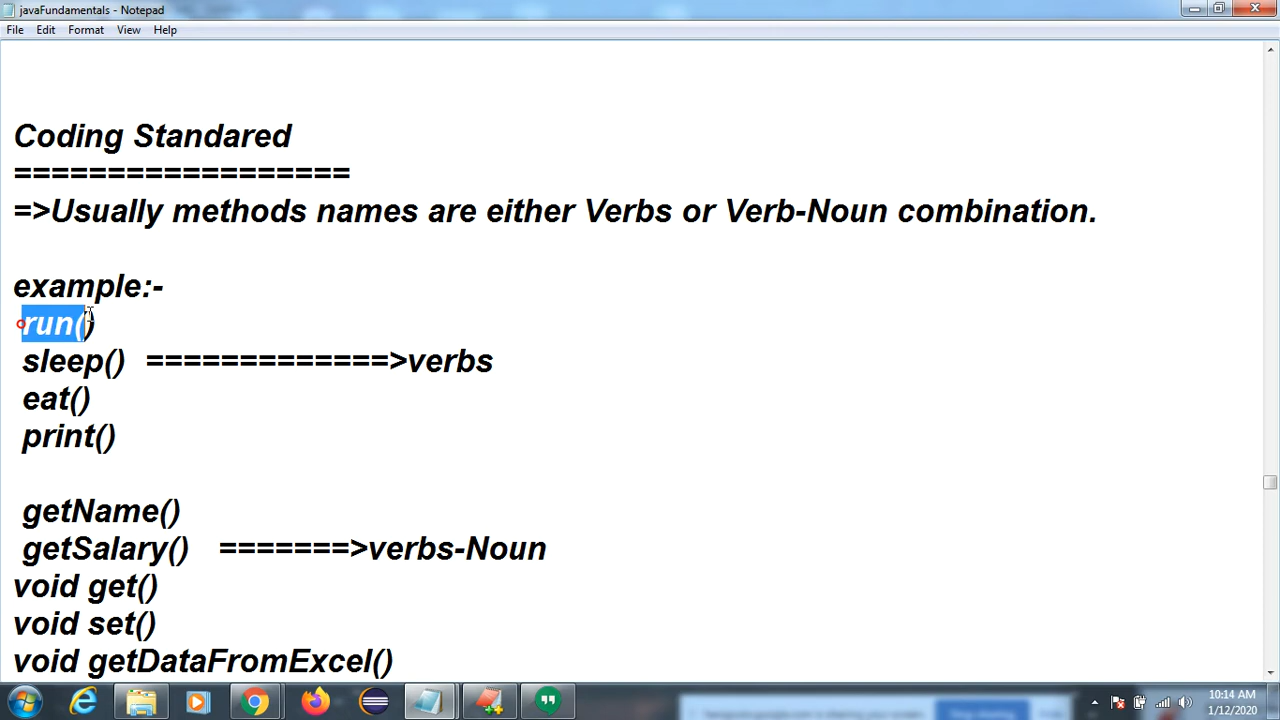 javaFundamentals - Notepad
File Edit Format View Help
Coding Standared
==================
=>Usually methods names are either Verbs or Verb-Noun combination.
example:-
run()
sleep() =============>verbs
eat()
print()
getName()
getSalary() =======>verbs-Noun
void get()
void set()
void getDataFromExcel()
10:14 AM
1/12/2020